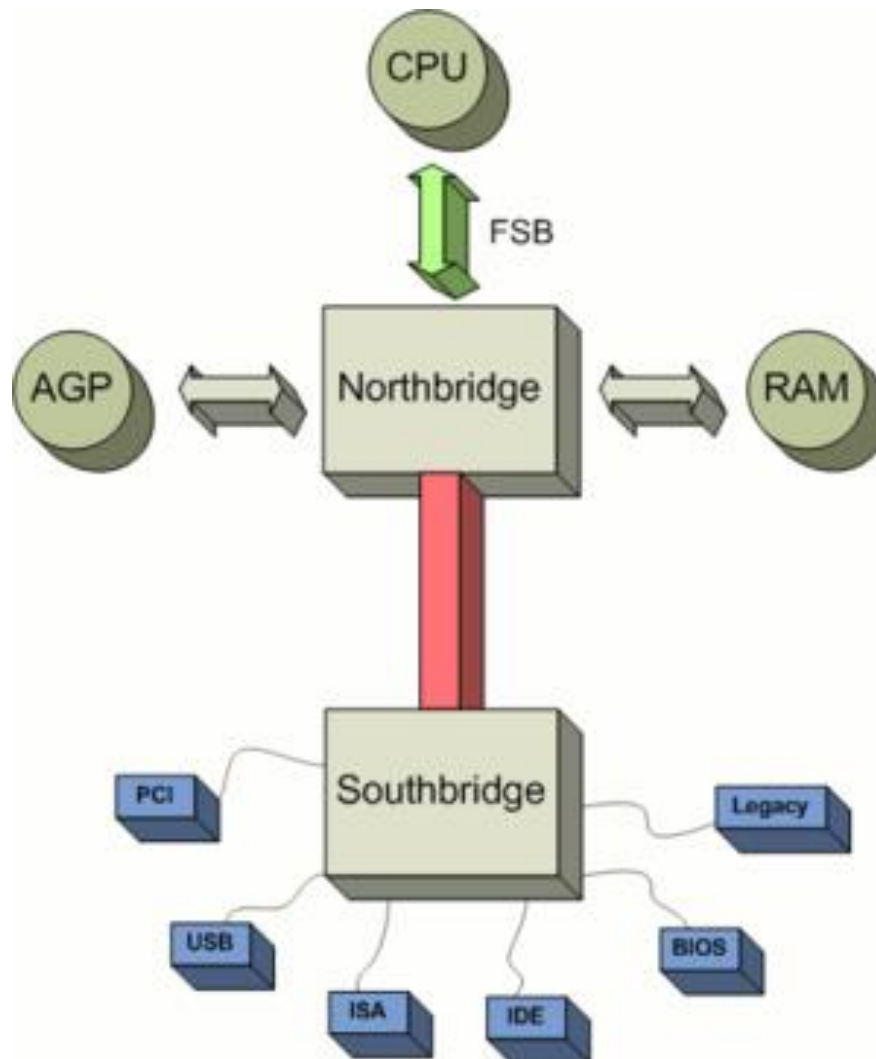 CPU
FSB
AGP
Northbridge
RAM
Southbridge
PCI
Legacy
USB
BIOS
ISA
IDE